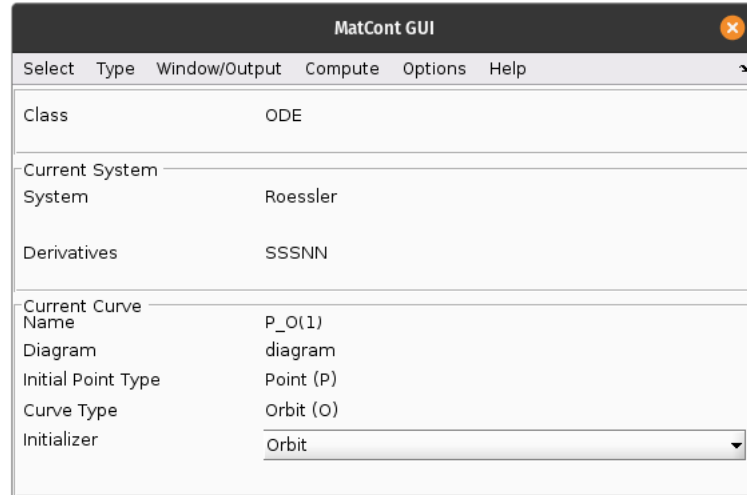 MatCont GUI
Select Type Window/Output Compute Options Help
Class ODE
Current System
System Roessler
Derivatives SSSNN
Current Curve
Name P_O(1)
Diagram diagram
Initial Point Type Point (P)
Curve Type Orbit (O)
Initializer Orbit